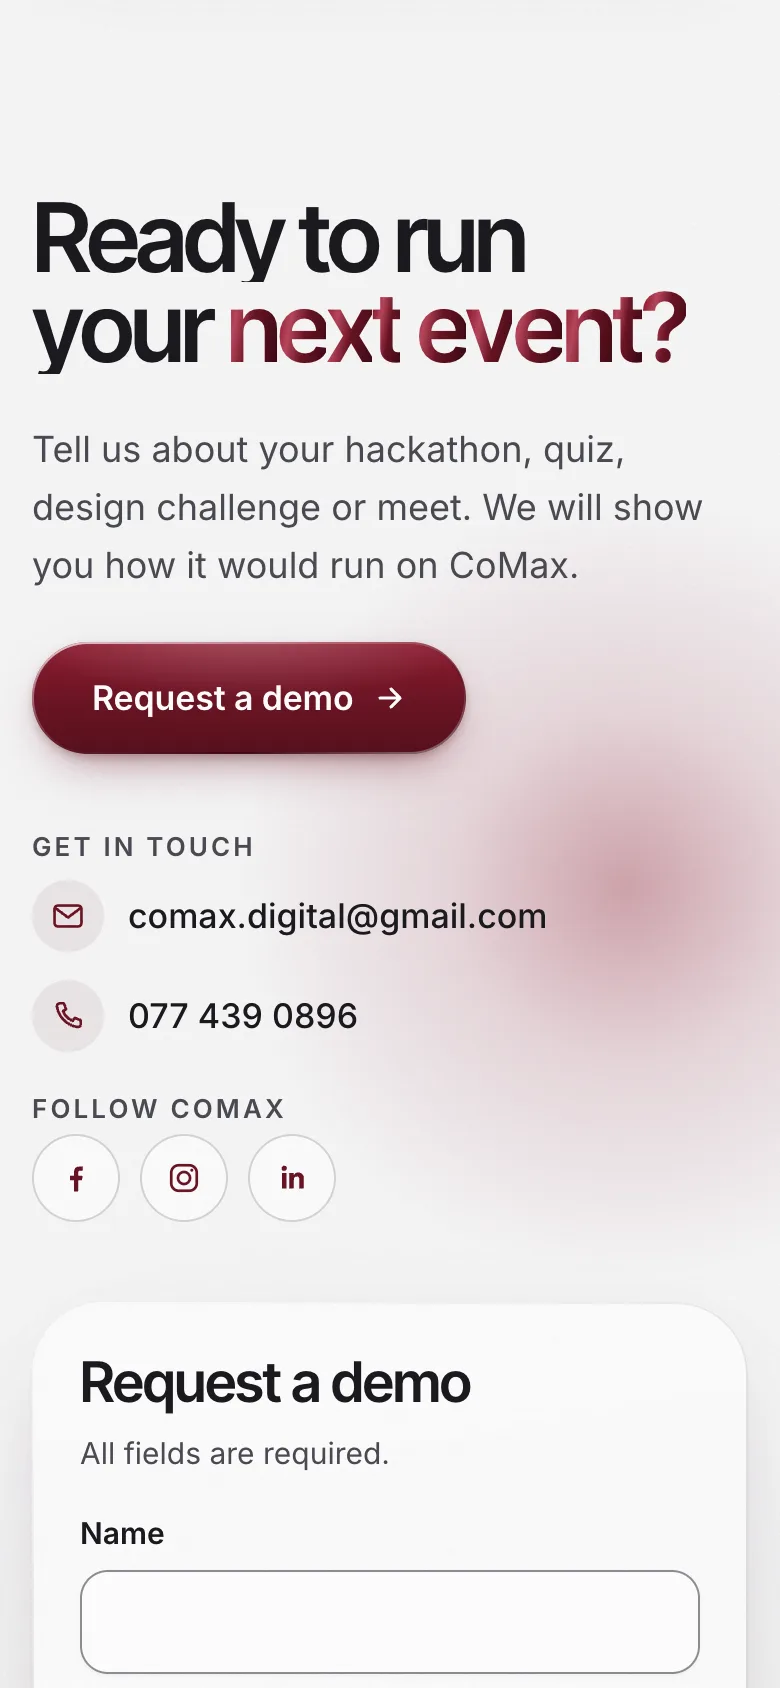 Ready to run
your next event?
Tell us about your hackathon, quiz,
design challenge or meet. We will show
you how it would run on CoMax.
Request a demo →
GET IN TOUCH
comax.digital@gmail.com
077 439 0896
FOLLOW COMAX
f
in
Request a demo
All fields are required.
Name